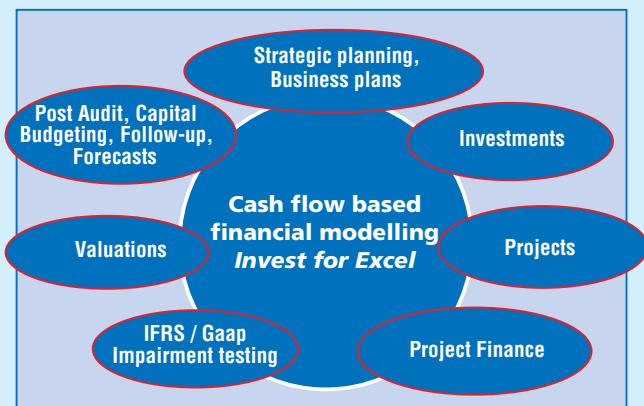 Strategic planning,
Business plans
Post Audit, Capital
Budgeting, Follow-up,
Forecasts
Investments
Cash flow based
financial modelling
Invest for Excel
Valuations
Projects
IFRS / Gaap
Impairment testing
Project Finance